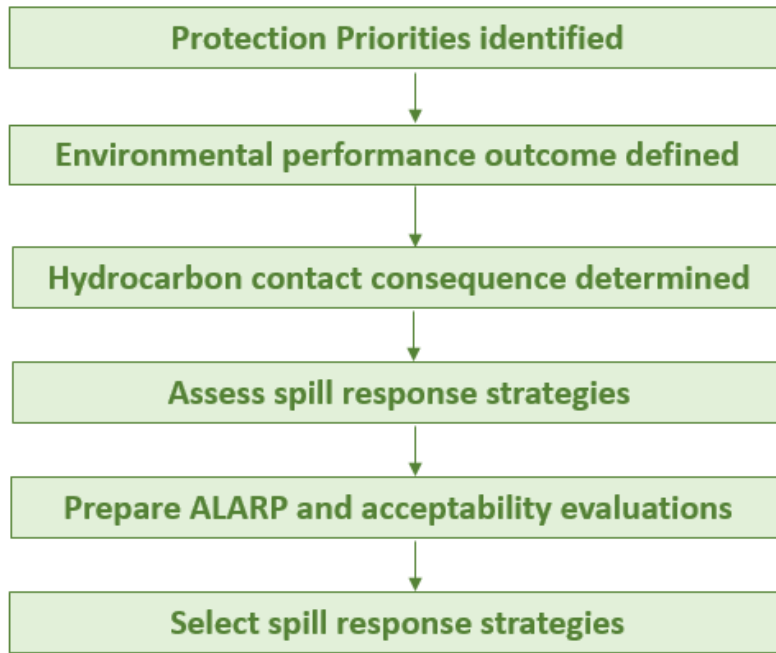 Protection Priorities identified
Environmental performance outcome defined
Hydrocarbon contact consequence determined
Assess spill response strategies
Prepare ALARP and acceptability evaluations
Select spill response strategies